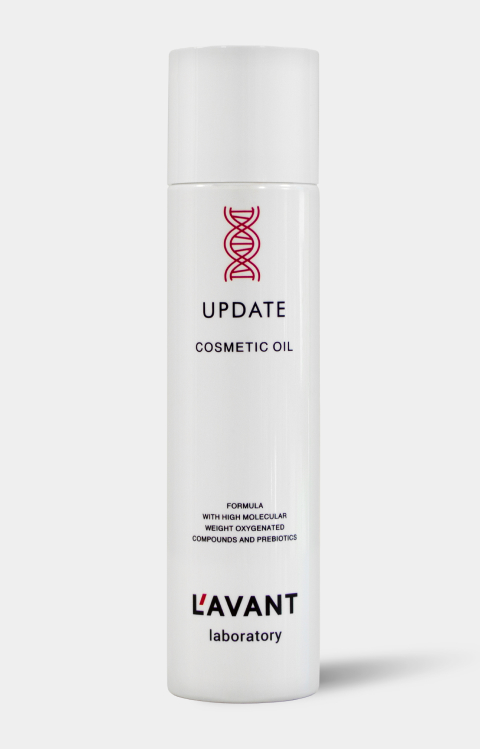 UPDATE
COSMETIC OIL
FORMULA
WITH HIGH MOLECULAR
WEIGHT OXYGENATED
COMPOUNDS AND PREBIOTICS
L'AVANT
laboratory